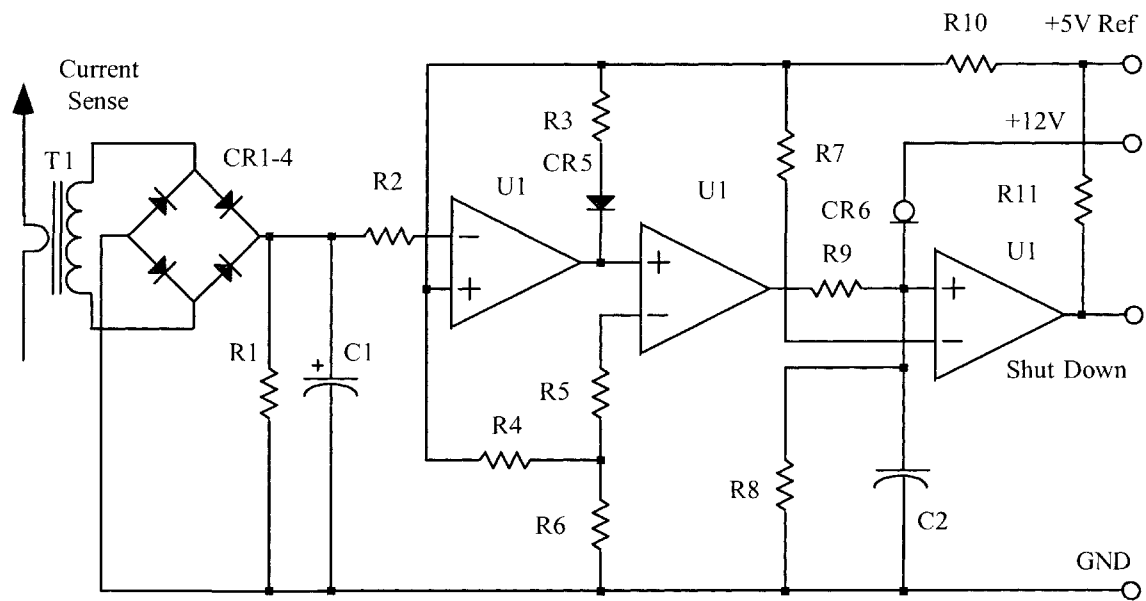 R10
+5V Ref
Current
Sense
R3
+12V
T1
CR1-4
CR5
R7
R2
U1
U1
R11
CR6
R9
U1
+
−
+
−
+
−
R1
+
C1
R5
Shut Down
R4
R8
R6
C2
GND